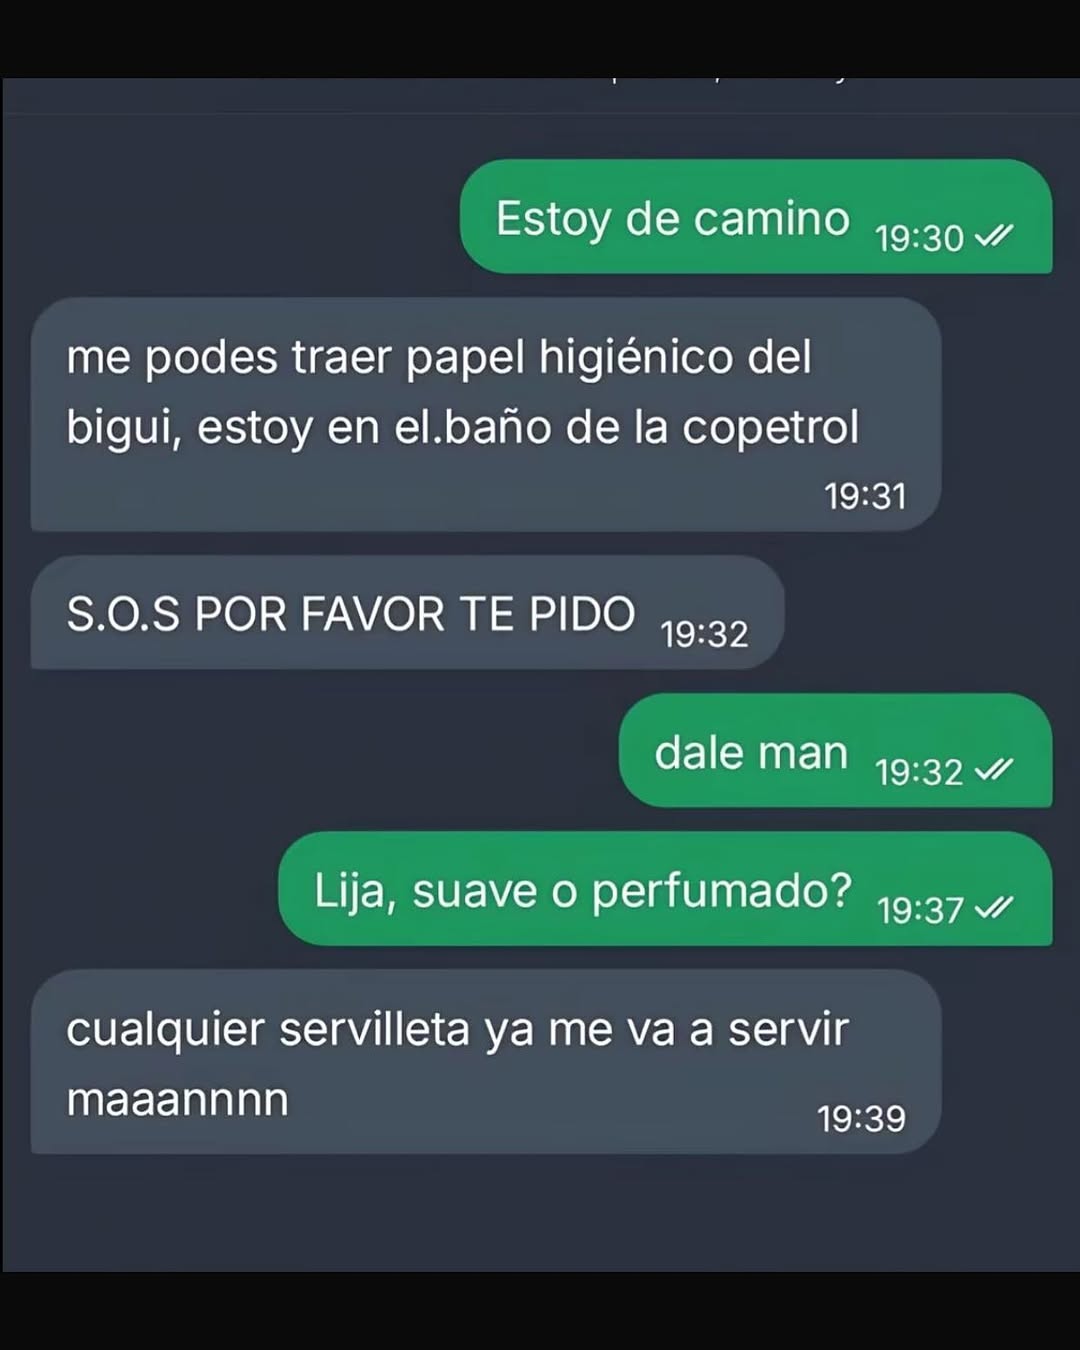 Estoy de camino 19:30
me podes traer papel higiénico del
bigui, estoy en el.baño de la copetrol
19:31
S.O.S POR FAVOR TE PIDO 19:32
dale man 19:32
Lija, suave o perfumado? 19:37
cualquier servilleta ya me va a servir
maaannnn 19:39